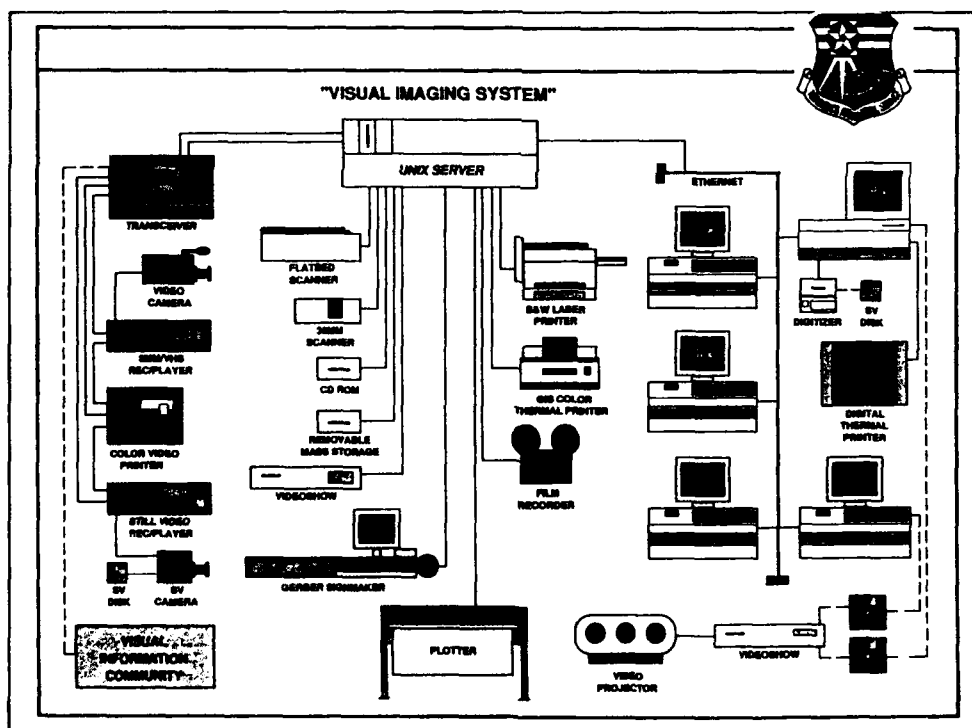 "VISUAL IMAGING SYSTEM"
UNIX SERVER
TRANSCEIVER
ETHERNET
FLATBED
SCANNER
VIDEO
CAMERA
B&W LASER
PRINTER
DIGITIZER
SV
DISK
35MM
SCANNER
8MM/VHS
REC/PLAYER
CD ROM
COLOR
THERMAL PRINTER
DIGITAL
THERMAL
PRINTER
REMOVABLE
MASS STORAGE
COLOR VIDEO
PRINTER
VIDEOSHOW
FILM
RECORDER
STILL VIDEO
REC/PLAYER
GERBER SIGNMAKER
SV
DISK
SV
CAMERA
VISUAL
INFORMATION
COMMUNITY
PLOTTER
VIDEOSHOW
VIDEO
PROJECTOR